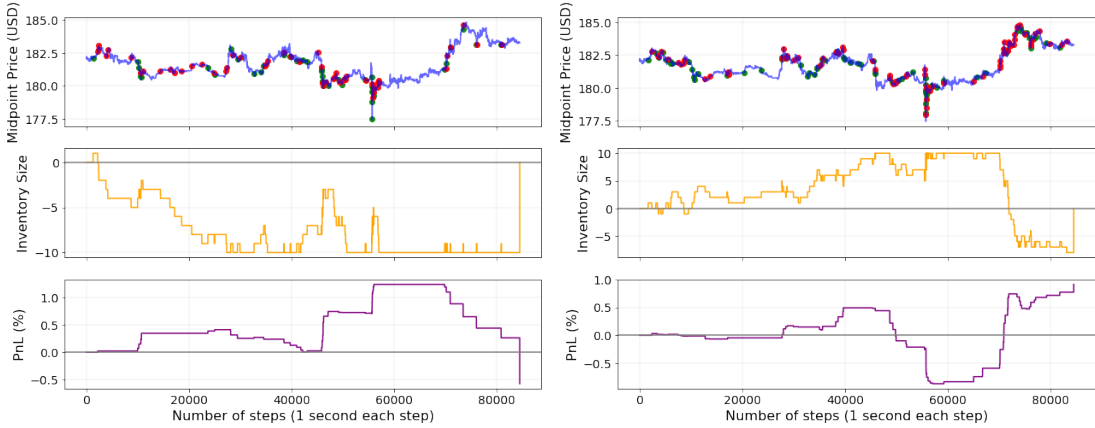 Midpoint Price (USD)
185.0
182.5
180.0
177.5
Inventory Size
0
−5
−10
PnL (%)
1.0
0.5
0.0
−0.5
0 20000 40000 60000 80000
Number of steps (1 second each step)
Midpoint Price (USD)
185.0
182.5
180.0
177.5
Inventory Size
10
5
0
−5
PnL (%)
1.0
0.5
0.0
−0.5
0 20000 40000 60000 80000
Number of steps (1 second each step)